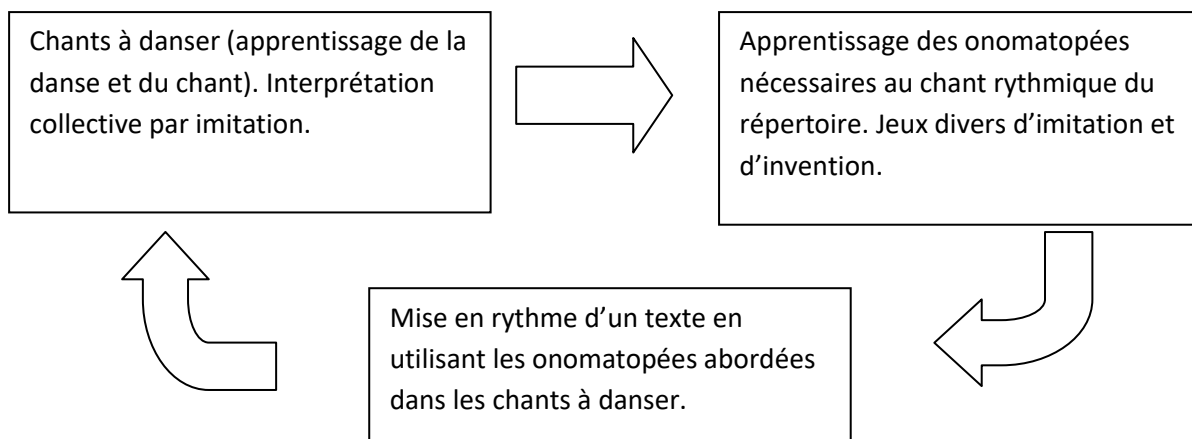 Chants à danser (apprentissage de la
danse et du chant). Interprétation
collective par imitation.
Apprentissage des onomatopées
nécessaires au chant rythmique du
répertoire. Jeux divers d’imitation et
d’invention.
Mise en rythme d’un texte en
utilisant les onomatopées abordées
dans les chants à danser.